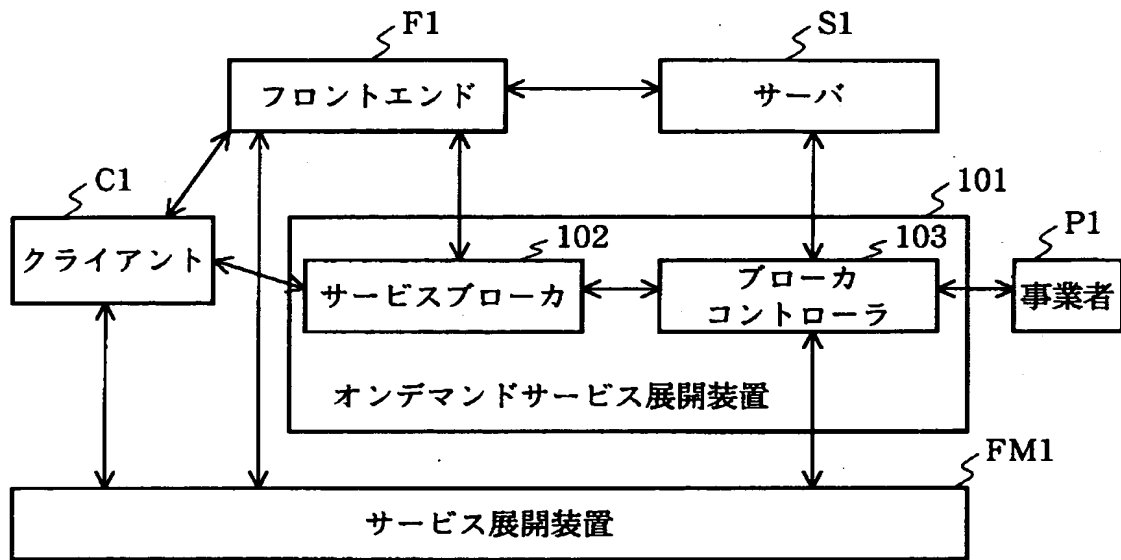 F1
S1
フロントエンド
サーバ
C1
101
P1
クライアント
102
103
サービスブローカ
ブローカ
コントローラ
事業者
オンデマンドサービス展開装置
FM1
サービス展開装置